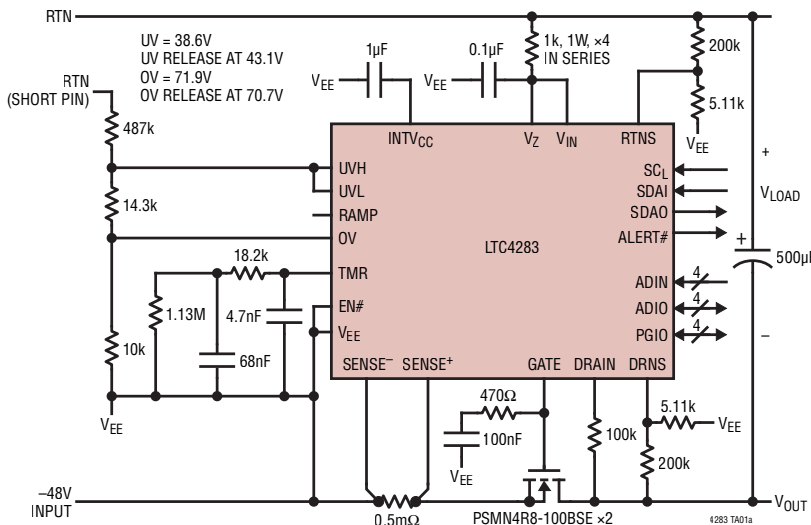 RTN
UV = 38.6V
UV RELEASE AT 43.1V
OV = 71.9V
OV RELEASE AT 70.7V
RTN
(SHORT PIN)
487k
14.3k
10k
VEE
1µF
VEE
0.1µF
VEE
1k, 1W, ×4
IN SERIES
200k
5.11k
VEE
INTVCC
VZ
VIN
RTNS
UVH
UVL
RAMP
OV
TMR
EN#
VEE
LTC4283
SCL
SDAI
SDAO
ALERT#
ADIN
4
ADIO
4
PGIO
4
+
VLOAD
+
500µF
–
18.2k
1.13M
4.7nF
68nF
SENSE–
SENSE+
GATE
DRAIN
DRNS
470Ω
100nF
VEE
100k
5.11k
VEE
200k
–48V
INPUT
0.5mΩ
PSMN4R8-100BSE ×2
VOUT
4283 TA01a